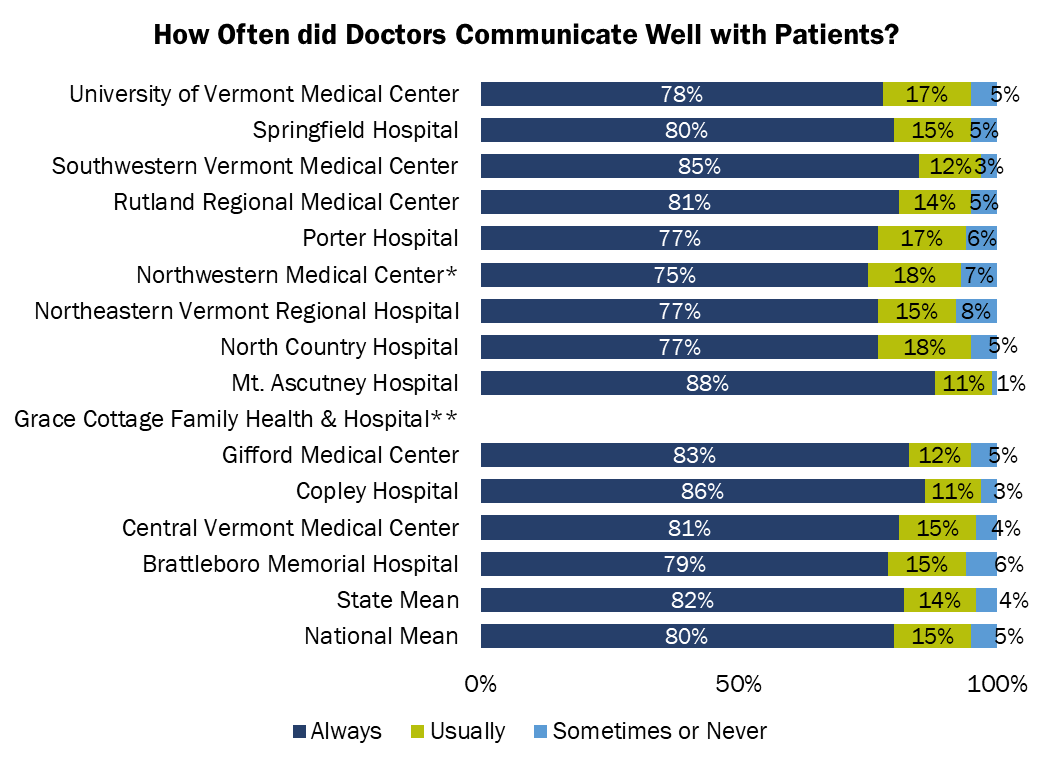 How Often did Doctors Communicate Well with Patients?
University of Vermont Medical Center 78% 17% 5%
Springfield Hospital 80% 15% 5%
Southwestern Vermont Medical Center 85% 12% 3%
Rutland Regional Medical Center 81% 14% 5%
Porter Hospital 77% 17% 6%
Northwestern Medical Center* 75% 18% 7%
Northeastern Vermont Regional Hospital 77% 15% 8%
North Country Hospital 77% 18% 5%
Mt. Ascutney Hospital 88% 11% 1%
Grace Cottage Family Health & Hospital**
Gifford Medical Center 83% 12% 5%
Copley Hospital 86% 11% 3%
Central Vermont Medical Center 81% 15% 4%
Brattleboro Memorial Hospital 79% 15% 6%
State Mean 82% 14% 4%
National Mean 80% 15% 5%
0% 50% 100%
Always Usually Sometimes or Never